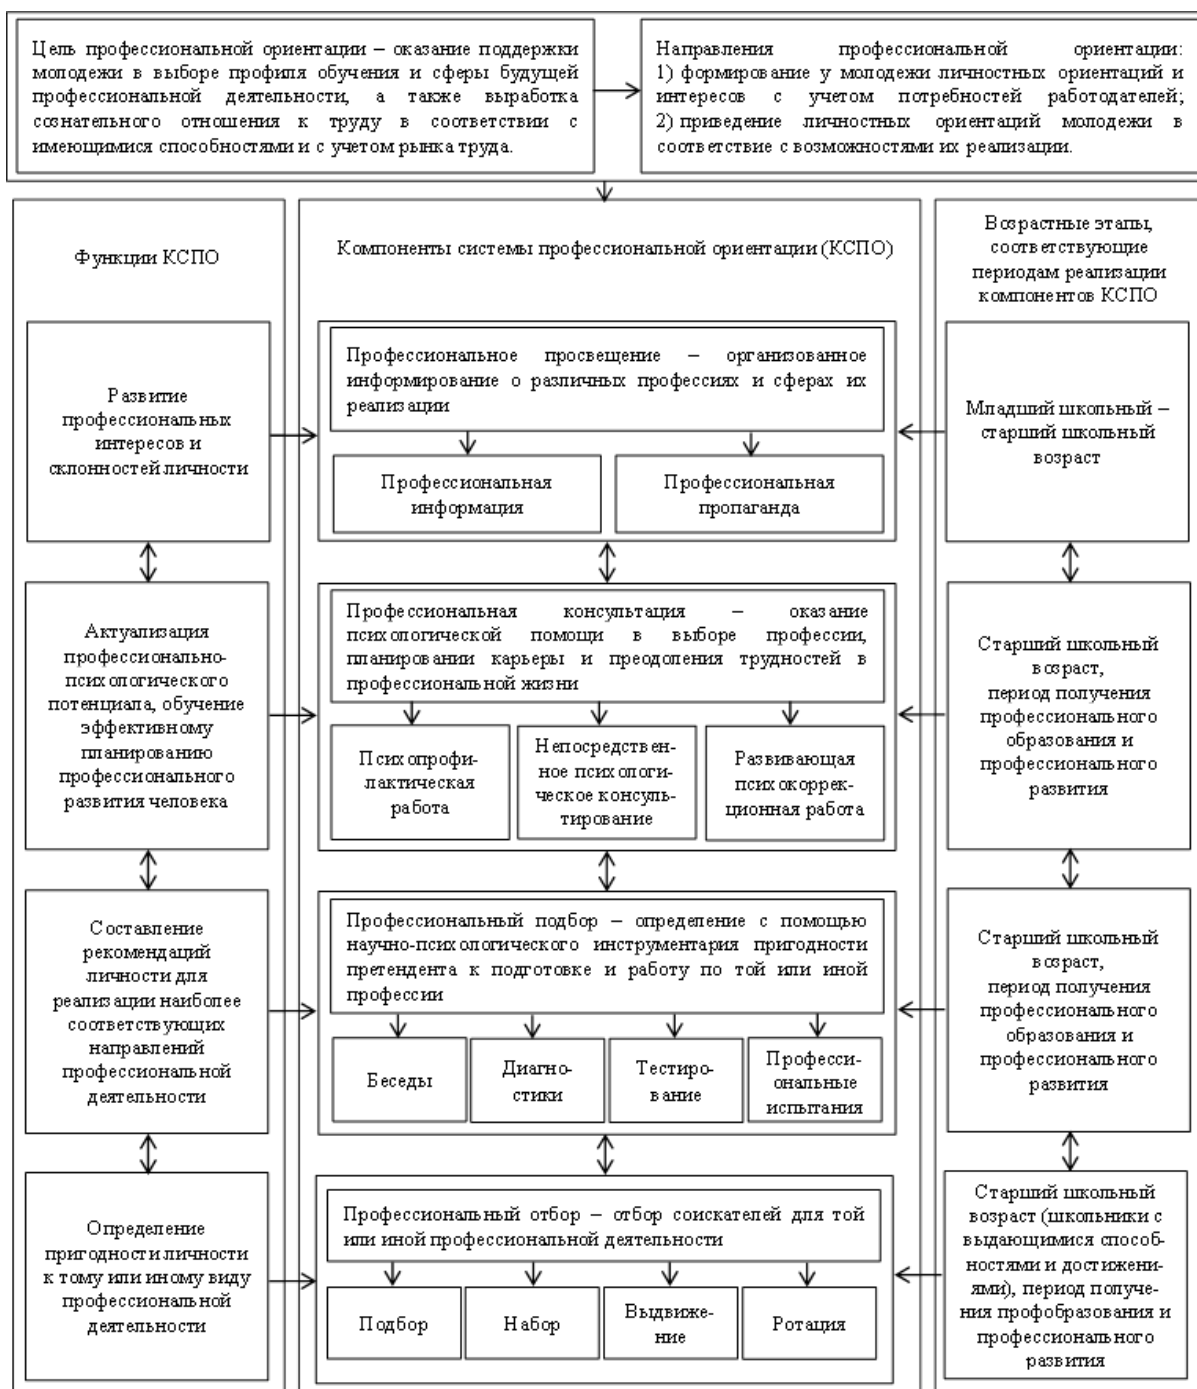 Цель профессиональной ориентации – оказание поддержки
молодежи в выборе профиля обучения и сферы будущей
профессиональной деятельности, а также выработка
сознательного отношения к труду в соответствии с
имеющимися способностями и с учетом рынка труда.
Направления профессиональной ориентации:
1) формирование у молодежи личностных ориентаций и
интересов с учетом потребностей работодателей;
2) приведение личностных ориентаций молодежи в
соответствие с возможностями их реализации.
Функции КСПО
Компоненты системы профессиональной ориентации (КСПО)
Возрастные этапы,
соответствующие
периодам реализации
компонентов КСПО
Развитие
профессиональных
интересов и
склонностей личности
Профессиональное просвещение – организованное
информирование о различных профессиях и сферах их
реализации
Профессиональная
информация
Профессиональная
пропаганда
Младший школьный –
старший школьный
возраст
Актуализация
профессионально-
психологического
потенциала, обучение
эффективному
планированию
профессионального
развития человека
Профессиональная консультация – оказание
психологической помощи в выборе профессии,
планировании карьеры и преодоления трудностей в
профессиональной жизни
Психопрофи-
лактическая
работа
Непосредствен-
ное психологи-
ческое консуль-
тирование
Развивающая
психокоррек-
ционная работа
Старший школьный
возраст,
период получения
профессионального
образования и
профессионального
развития
Составление
рекомендаций
личности для
реализации наиболее
соответствующих
направлений
профессиональной
деятельности
Профессиональный подбор – определение с помощью
научно-психологического инструментария пригодности
претендента к подготовке и работу по той или иной
профессии
Беседы
Диагно-
стики
Тестиро-
вание
Професси-
ональные
испытания
Старший школьный
возраст,
период получения
профессионального
образования и
профессионального
развития
Определение
пригодности личности
к тому или иному виду
профессиональной
деятельности
Профессиональный отбор – отбор соискателей для той
или иной профессиональной деятельности
Подбор
Набор
Выдвиже-
ние
Ротация
Старший школьный
возраст (школьники с
выдающимися способ-
ностями и достижени-
ями), период получе-
ния профобразования и
профессионального
развития